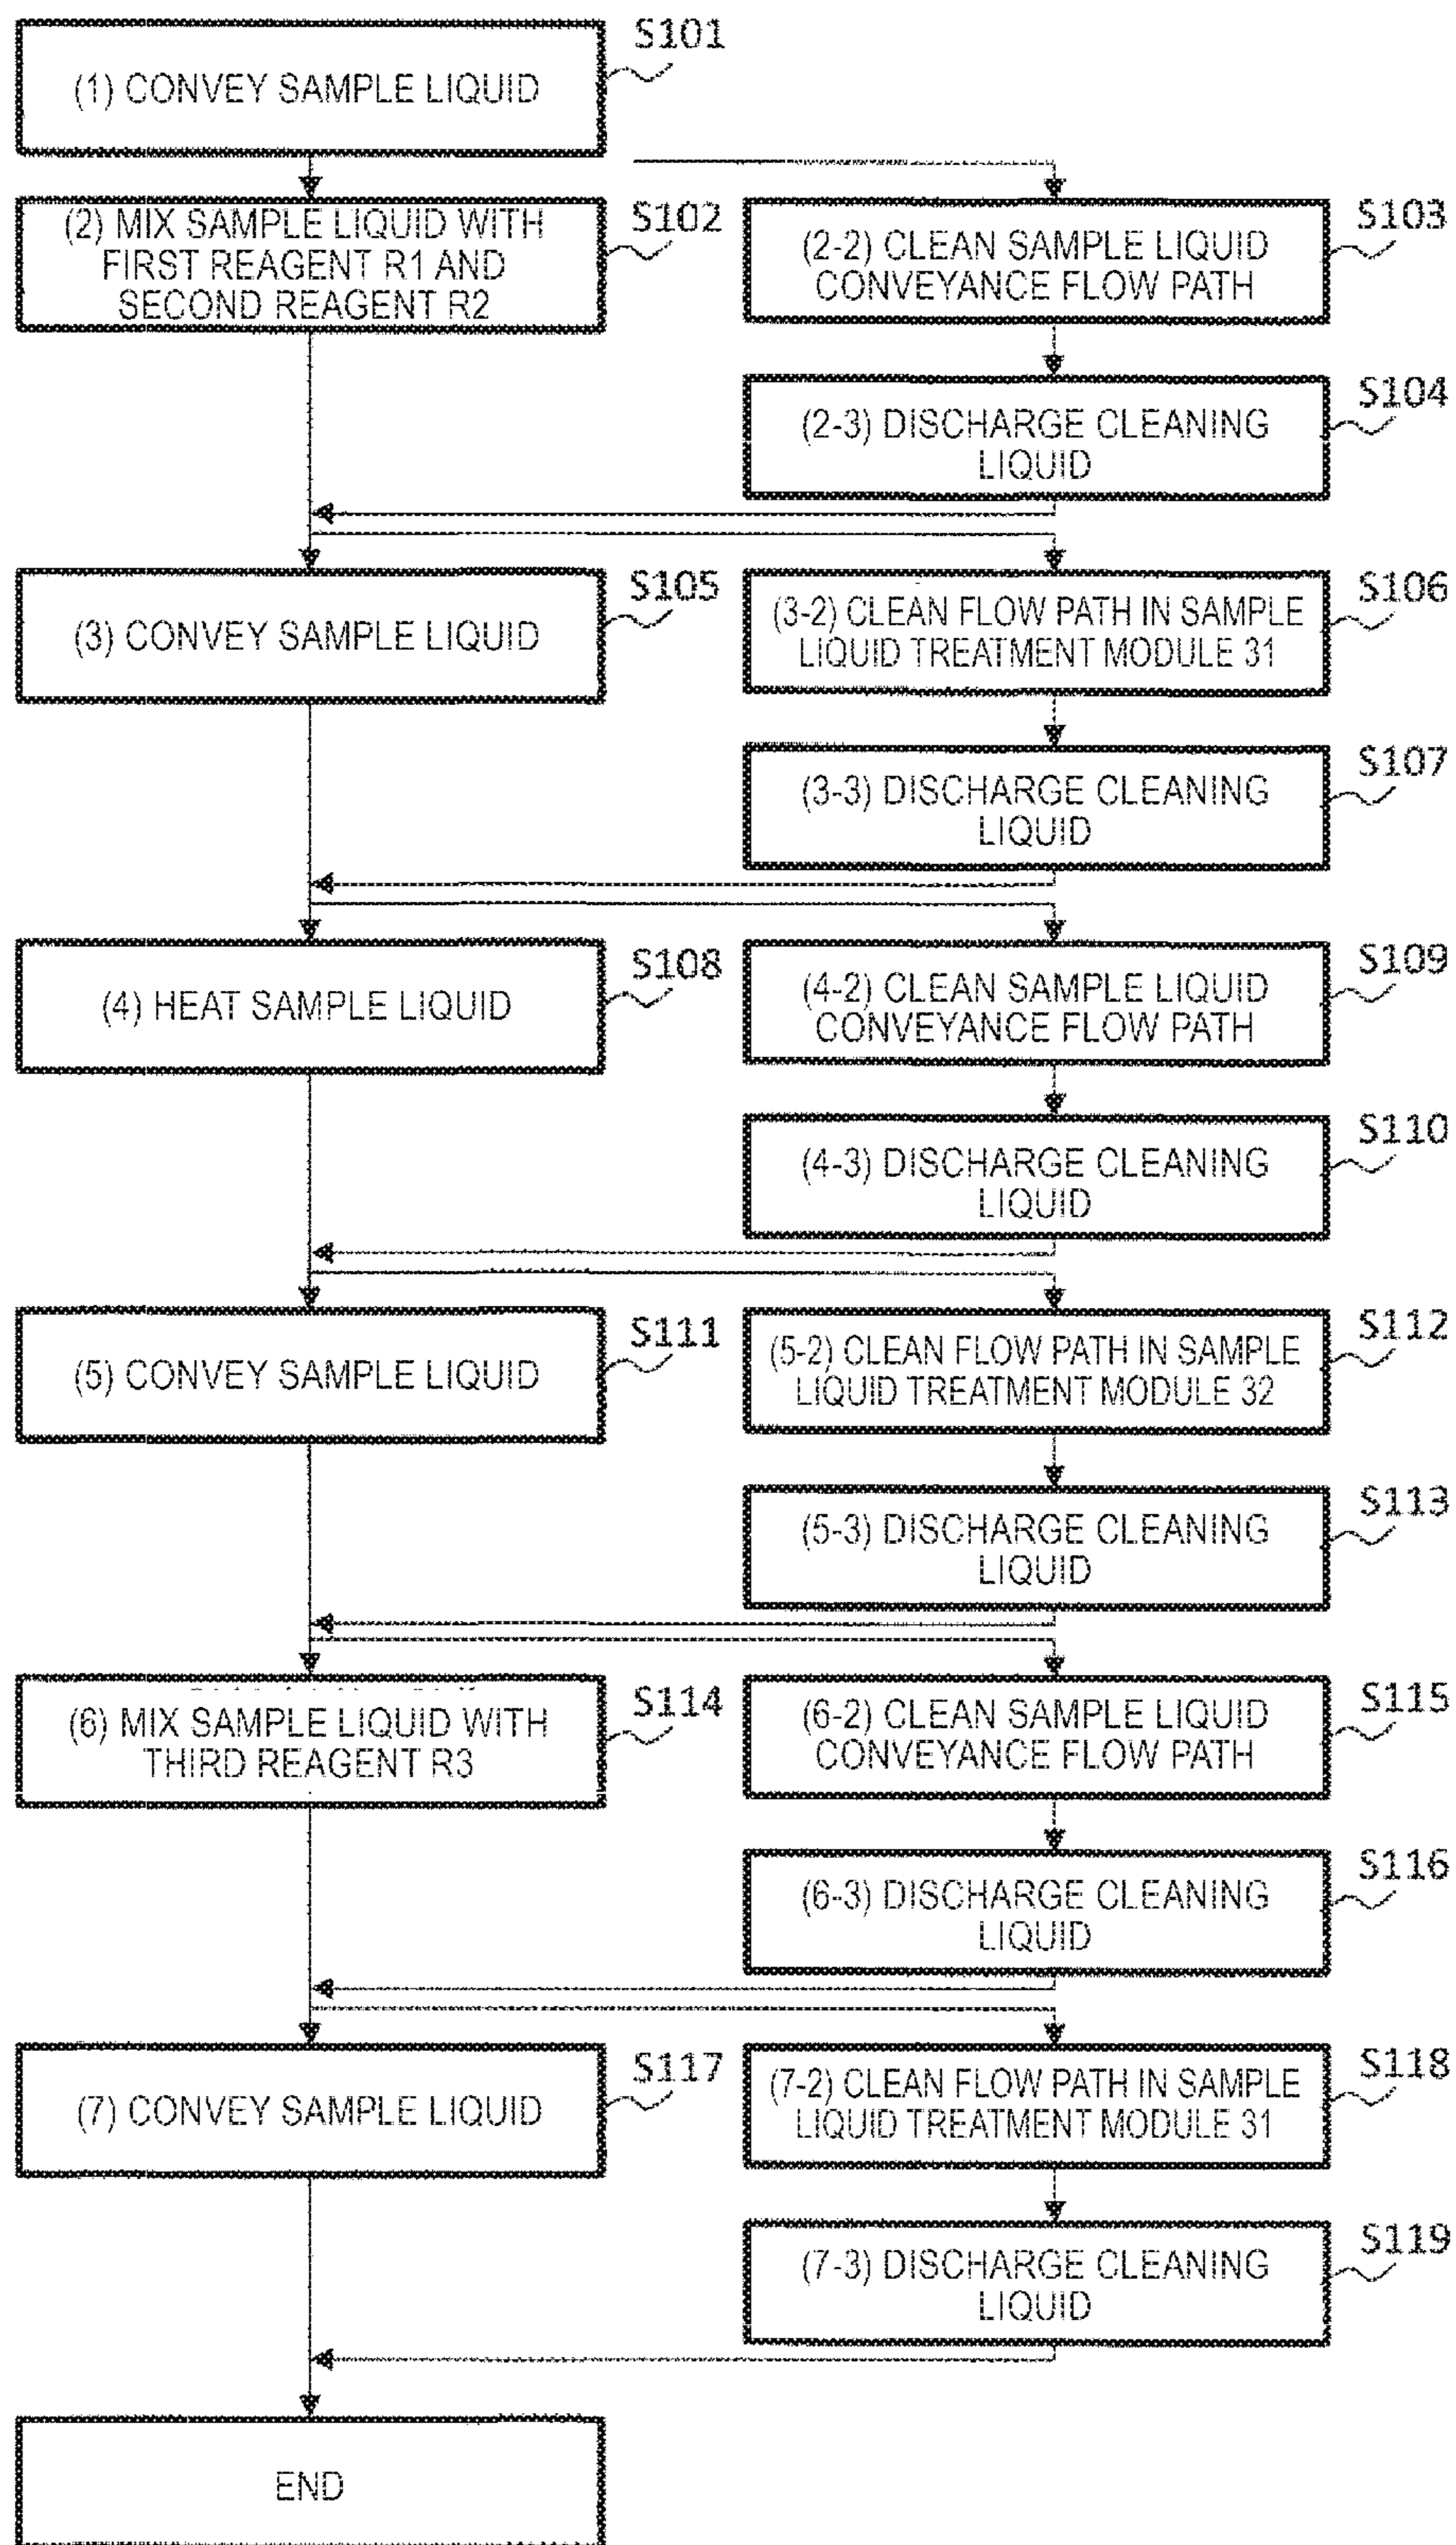 S101
(1) CONVEY SAMPLE LIQUID
S102
(2) MIX SAMPLE LIQUID WITH
FIRST REAGENT R1 AND
SECOND REAGENT R2
S103
(2-2) CLEAN SAMPLE LIQUID
CONVEYANCE FLOW PATH
S104
(2-3) DISCHARGE CLEANING
LIQUID
S105
(3) CONVEY SAMPLE LIQUID
S106
(3-2) CLEAN FLOW PATH IN SAMPLE
LIQUID TREATMENT MODULE 31
S107
(3-3) DISCHARGE CLEANING
LIQUID
S108
(4) HEAT SAMPLE LIQUID
S109
(4-2) CLEAN SAMPLE LIQUID
CONVEYANCE FLOW PATH
S110
(4-3) DISCHARGE CLEANING
LIQUID
S111
(5) CONVEY SAMPLE LIQUID
S112
(5-2) CLEAN FLOW PATH IN SAMPLE
LIQUID TREATMENT MODULE 32
S113
(5-3) DISCHARGE CLEANING
LIQUID
S114
(6) MIX SAMPLE LIQUID WITH
THIRD REAGENT R3
S115
(6-2) CLEAN SAMPLE LIQUID
CONVEYANCE FLOW PATH
S116
(6-3) DISCHARGE CLEANING
LIQUID
S117
(7) CONVEY SAMPLE LIQUID
S118
(7-2) CLEAN FLOW PATH IN SAMPLE
LIQUID TREATMENT MODULE 31
S119
(7-3) DISCHARGE CLEANING
LIQUID
END